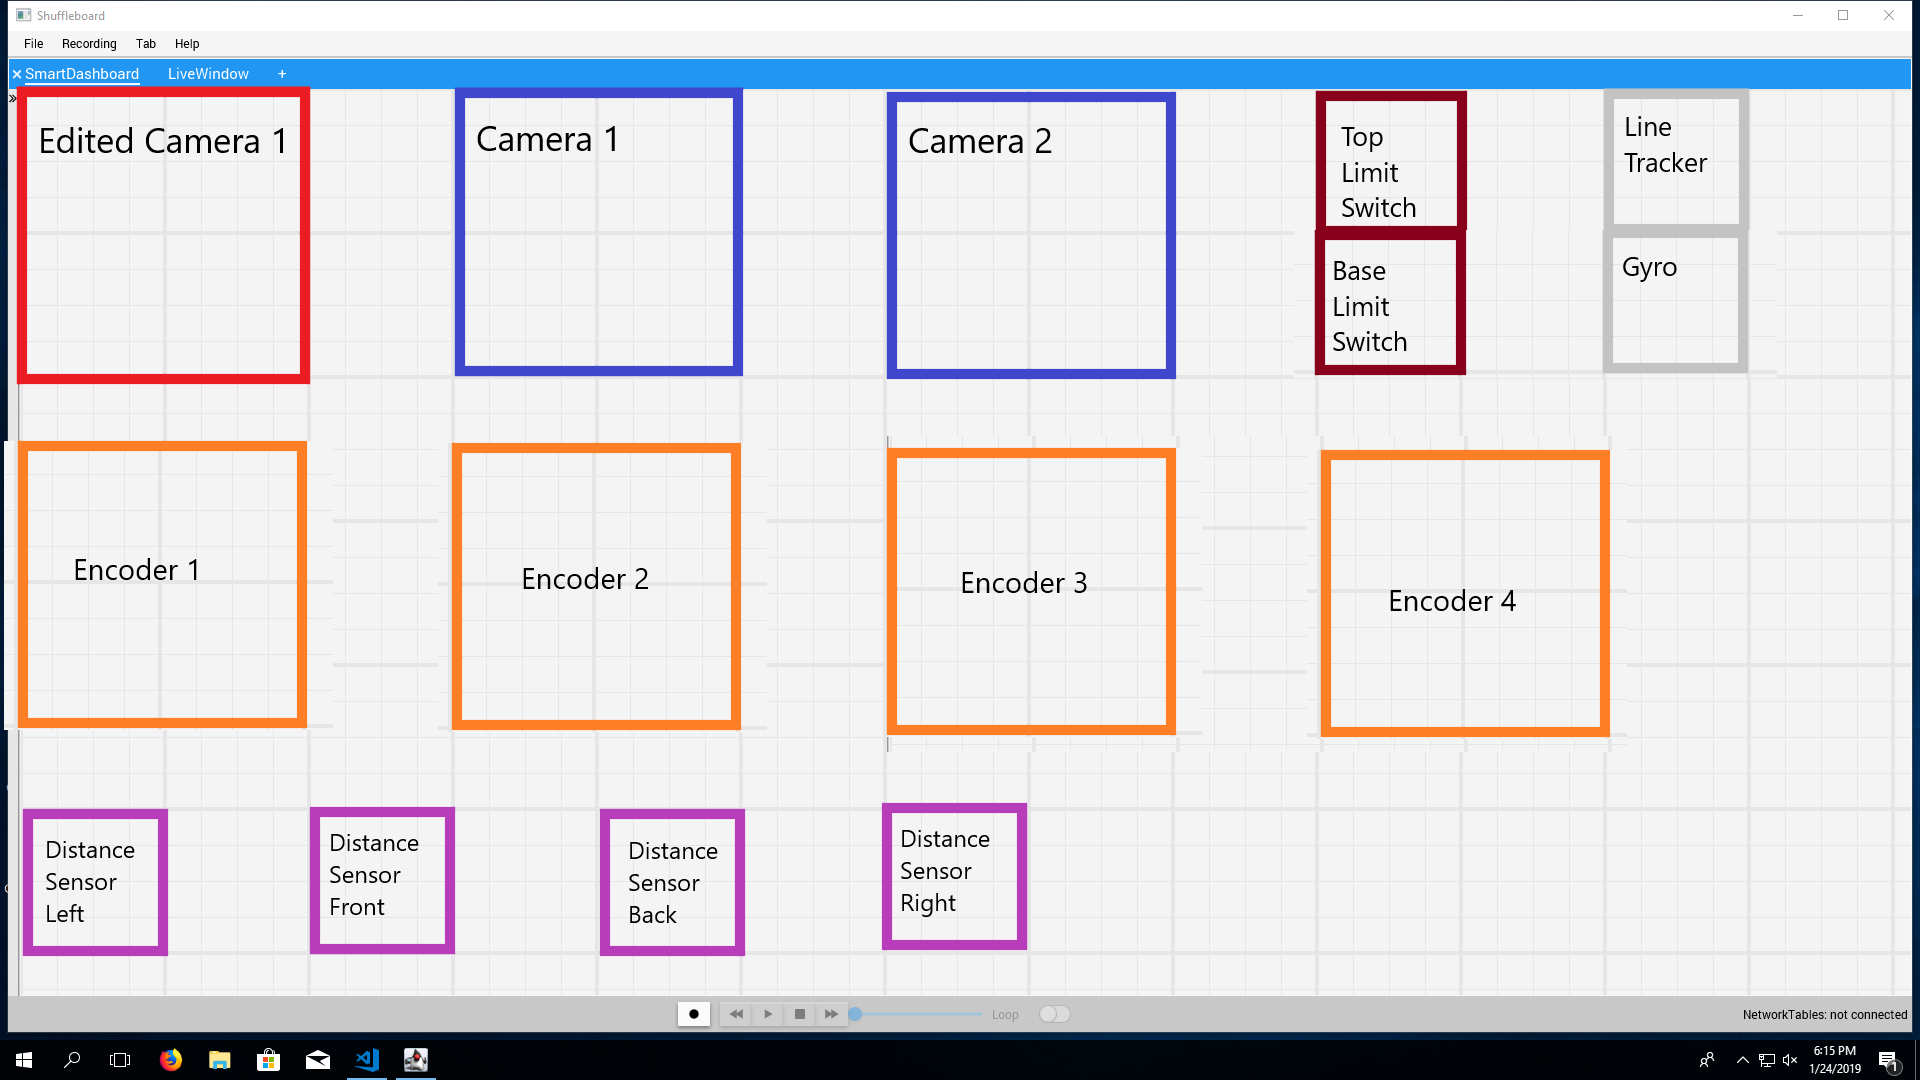 Shuffleboard
File Recording Tab Help
SmartDashboard LiveWindow +
Edited Camera 1
Camera 1
Camera 2
Top
Limit
Switch
Line
Tracker
Base
Limit
Switch
Gyro
Encoder 1
Encoder 2
Encoder 3
Encoder 4
Distance
Sensor
Left
Distance
Sensor
Front
Distance
Sensor
Back
Distance
Sensor
Right
Loop
NetworkTables: not connected
6:15 PM
1/24/2019
1